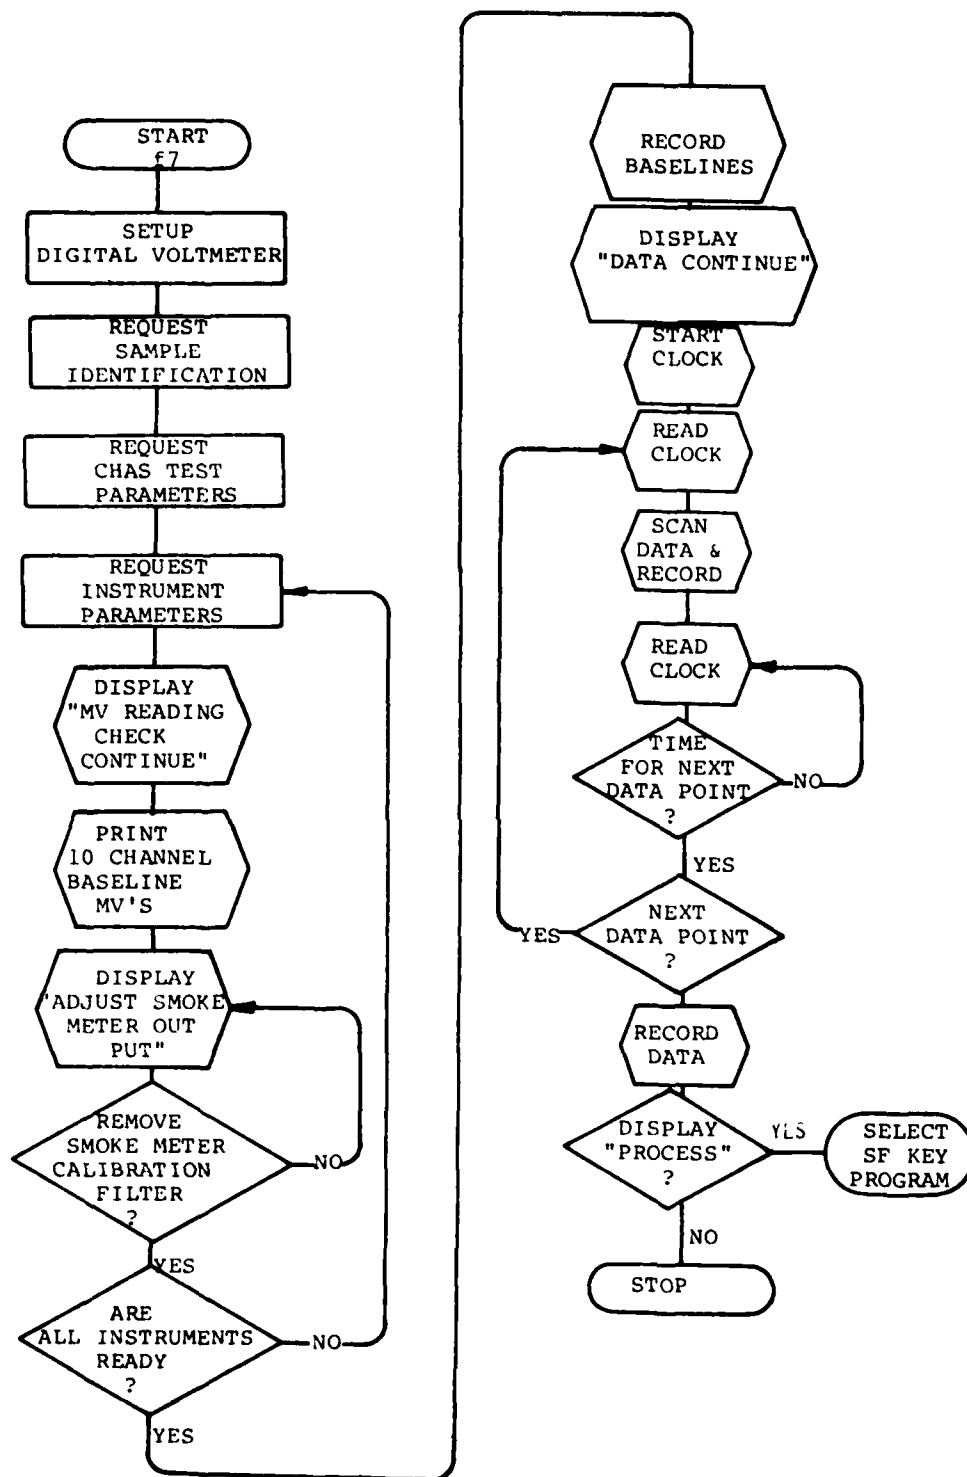 START
f7
SETUP
DIGITAL VOLTMETER
REQUEST
SAMPLE
IDENTIFICATION
REQUEST
CHAS TEST
PARAMETERS
REQUEST
INSTRUMENT
PARAMETERS
DISPLAY
"MV READING
CHECK
CONTINUE"
PRINT
10 CHANNEL
BASELINE
MV'S
DISPLAY
'ADJUST SMOKE
METER OUT
PUT"
REMOVE
SMOKE METER
CALIBRATION
FILTER
?
NO
YES
ARE
ALL INSTRUMENTS
READY
?
NO
YES
RECORD
BASELINES
DISPLAY
"DATA CONTINUE"
START
CLOCK
READ
CLOCK
SCAN
DATA &
RECORD
READ
CLOCK
TIME
FOR NEXT
DATA POINT
?
NO
YES
NEXT
DATA POINT
?
YES
RECORD
DATA
DISPLAY
"PROCESS"
?
YES
SELECT
SF KEY
PROGRAM
NO
STOP